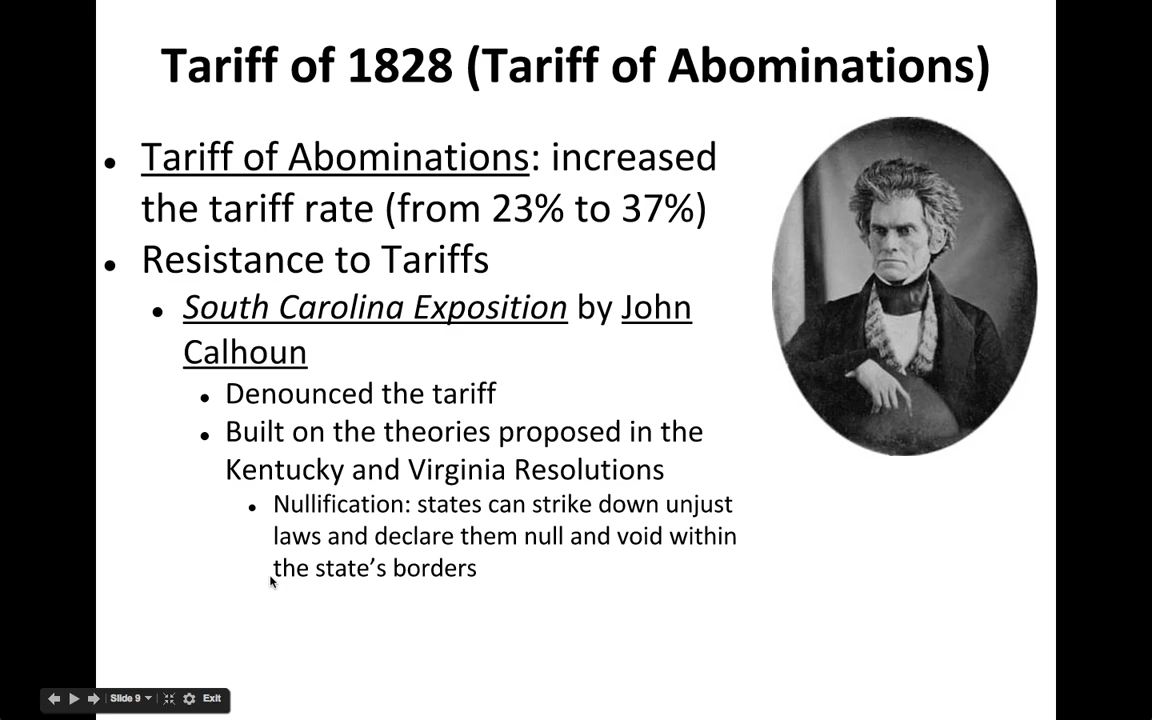 Tariff of 1828 (Tariff of Abominations)
• Tariff of Abominations: increased
the tariff rate (from 23% to 37%)
• Resistance to Tariffs
• South Carolina Exposition by John
Calhoun
• Denounced the tariff
• Built on the theories proposed in the
Kentucky and Virginia Resolutions
• Nullification: states can strike down unjust
laws and declare them null and void within
the state’s borders
Slide 9 Exit